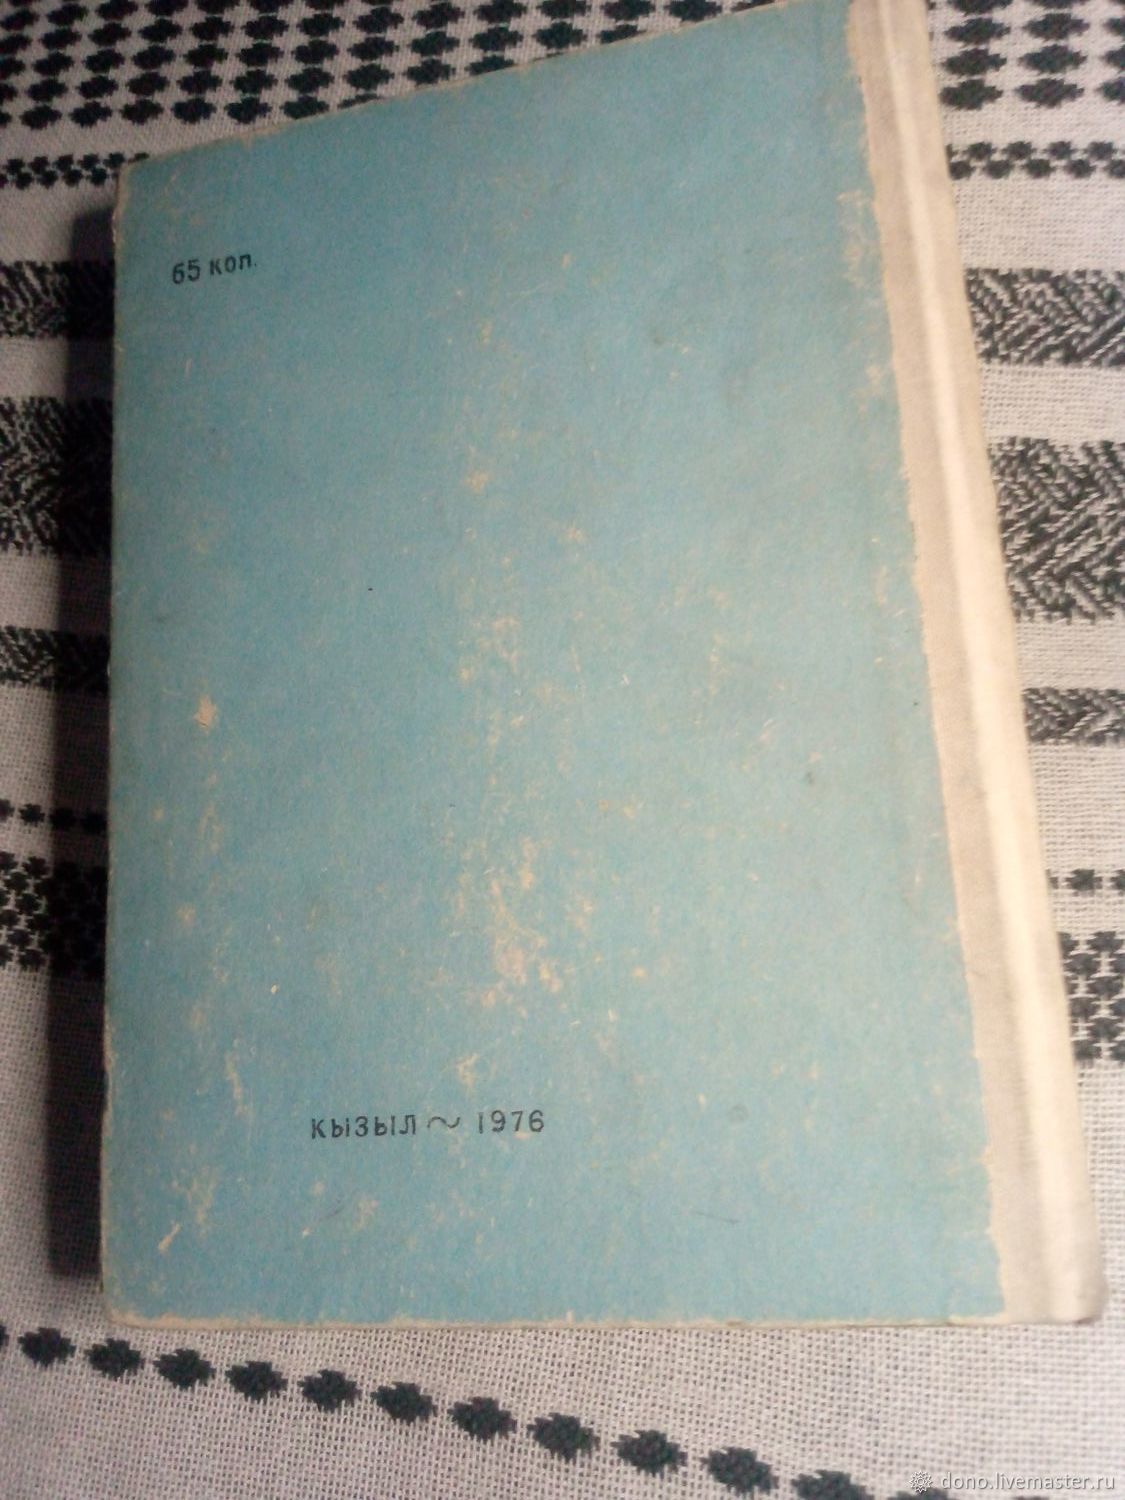 65 коп.
КЫЗЫЛ ~ 1976
dono.livemaster.ru